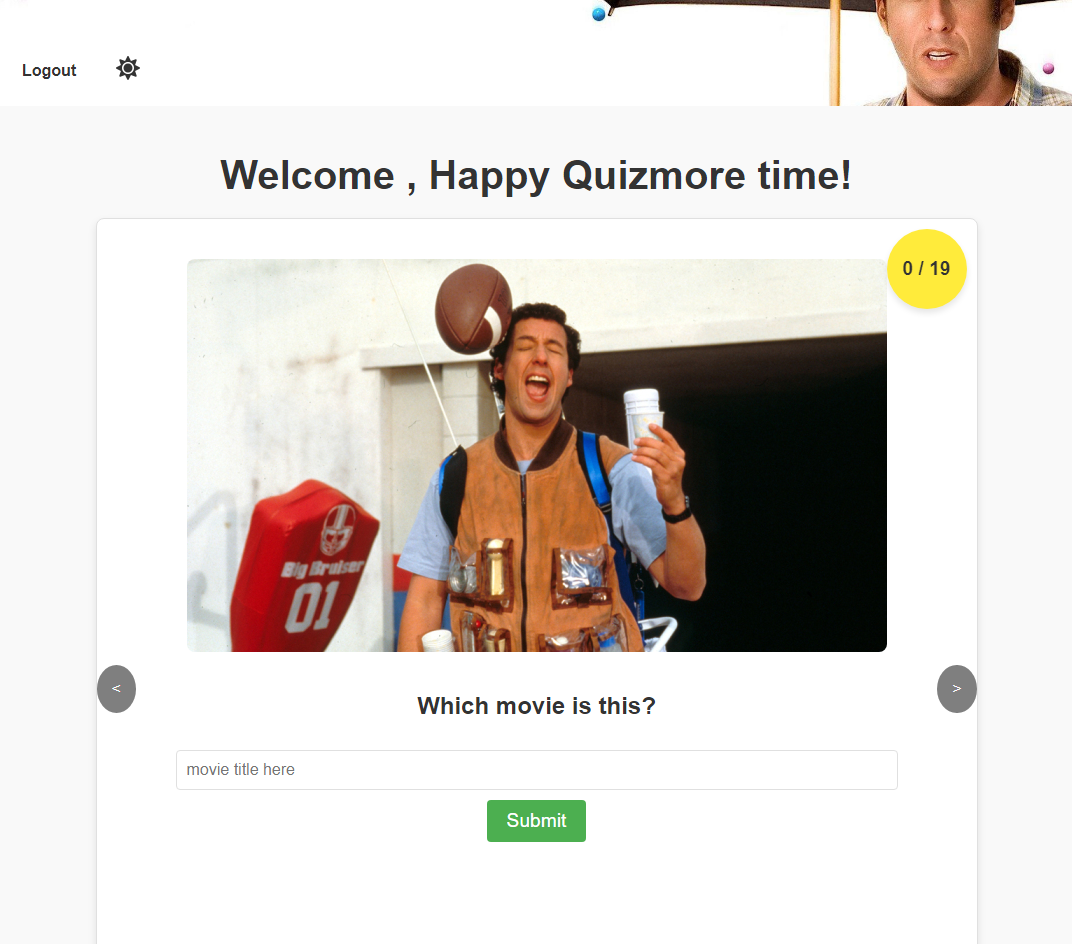 Logout
Welcome , Happy Quizmore time!
0 / 19
Big Bruiser
01
<
>
Which movie is this?
movie title here
Submit